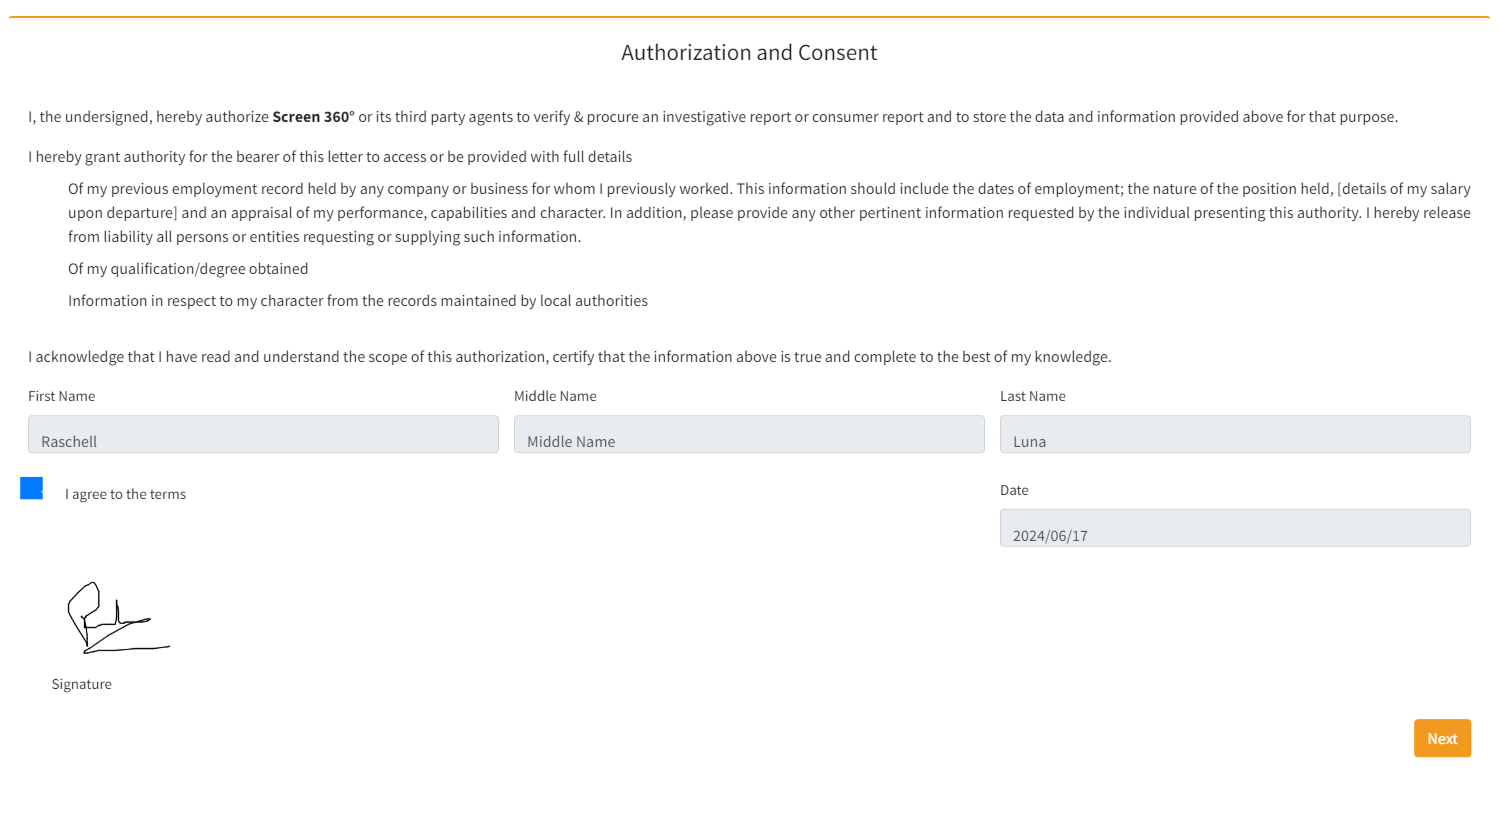 Authorization and Consent
I, the undersigned, hereby authorize Screen 360° or its third party agents to verify & procure an investigative report or consumer report and to store the data and information provided above for that purpose.
I hereby grant authority for the bearer of this letter to access or be provided with full details
Of my previous employment record held by any company or business for whom I previously worked. This information should include the dates of employment; the nature of the position held, [details of my salary
upon departure] and an appraisal of my performance, capabilities and character. In addition, please provide any other pertinent information requested by the individual presenting this authority. I hereby release
from liability all persons or entities requesting or supplying such information.
Of my qualification/degree obtained
Information in respect to my character from the records maintained by local authorities
I acknowledge that I have read and understand the scope of this authorization, certify that the information above is true and complete to the best of my knowledge.
First Name Middle Name Last Name
Raschell Middle Name Luna
I agree to the terms Date
2024/06/17
Signature
Next